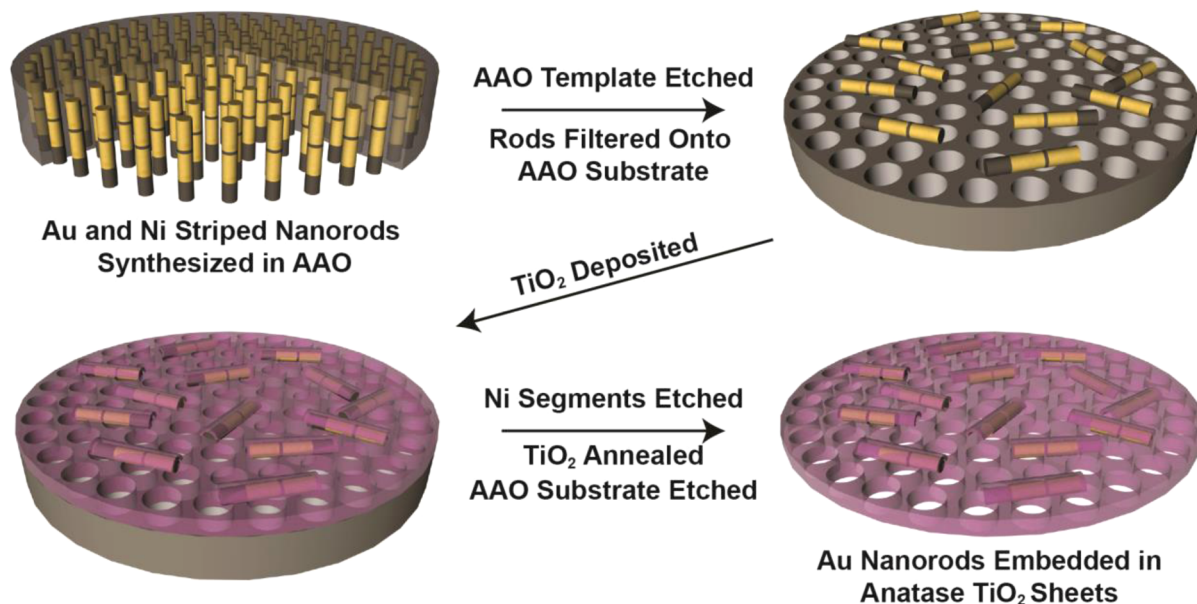 AAO Template Etched
Rods Filtered Onto
AAO Substrate
Au and Ni Striped Nanorods
Synthesized in AAO
TiO₂ Deposited
Ni Segments Etched
TiO₂ Annealed
AAO Substrate Etched
Au Nanorods Embedded in
Anatase TiO₂ Sheets